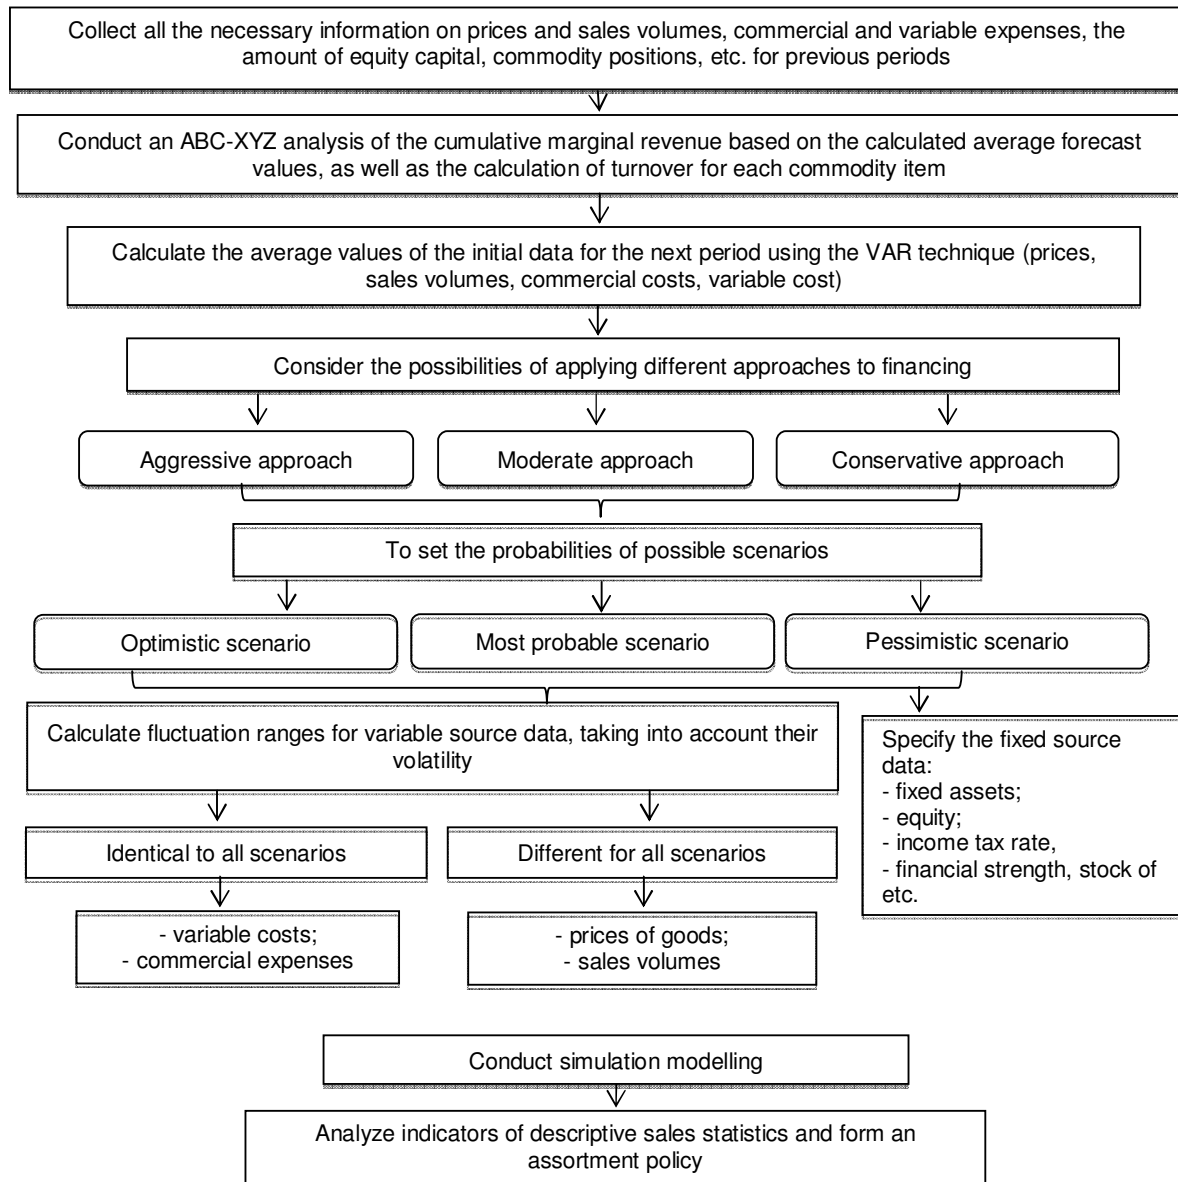 Collect all the necessary information on prices and sales volumes, commercial and variable expenses, the
amount of equity capital, commodity positions, etc. for previous periods
Conduct an ABC-XYZ analysis of the cumulative marginal revenue based on the calculated average forecast
values, as well as the calculation of turnover for each commodity item
Calculate the average values of the initial data for the next period using the VAR technique (prices,
sales volumes, commercial costs, variable cost)
Consider the possibilities of applying different approaches to financing
Aggressive approach
Moderate approach
Conservative approach
To set the probabilities of possible scenarios
Optimistic scenario
Most probable scenario
Pessimistic scenario
Calculate fluctuation ranges for variable source data, taking into account their
volatility
Specify the fixed source
data:
- fixed assets;
- equity;
- income tax rate,
- financial strength, stock of
etc.
Identical to all scenarios
Different for all scenarios
- variable costs;
- commercial expenses
- prices of goods;
- sales volumes
Conduct simulation modelling
Analyze indicators of descriptive sales statistics and form an
assortment policy